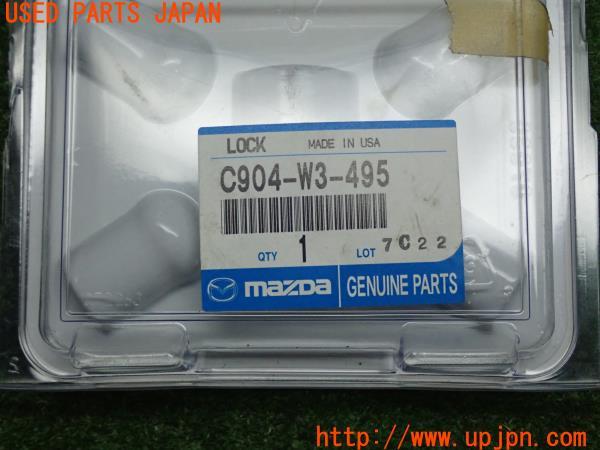 USED PARTS JAPAN
LOCK MADE IN USA
C904-W3-495
QTY 1 LOT 7C22
mazda GENUINE PARTS
http://www.upjpn.com